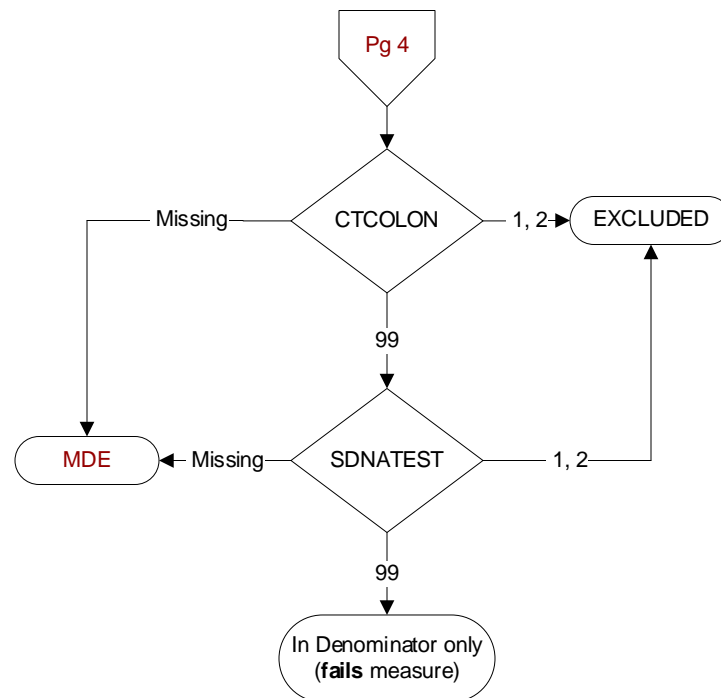 Pg 4
Missing
CTCOLON
1, 2
EXCLUDED
99
MDE
Missing
SDNATEST
1, 2
99
In Denominator only
(fails measure)